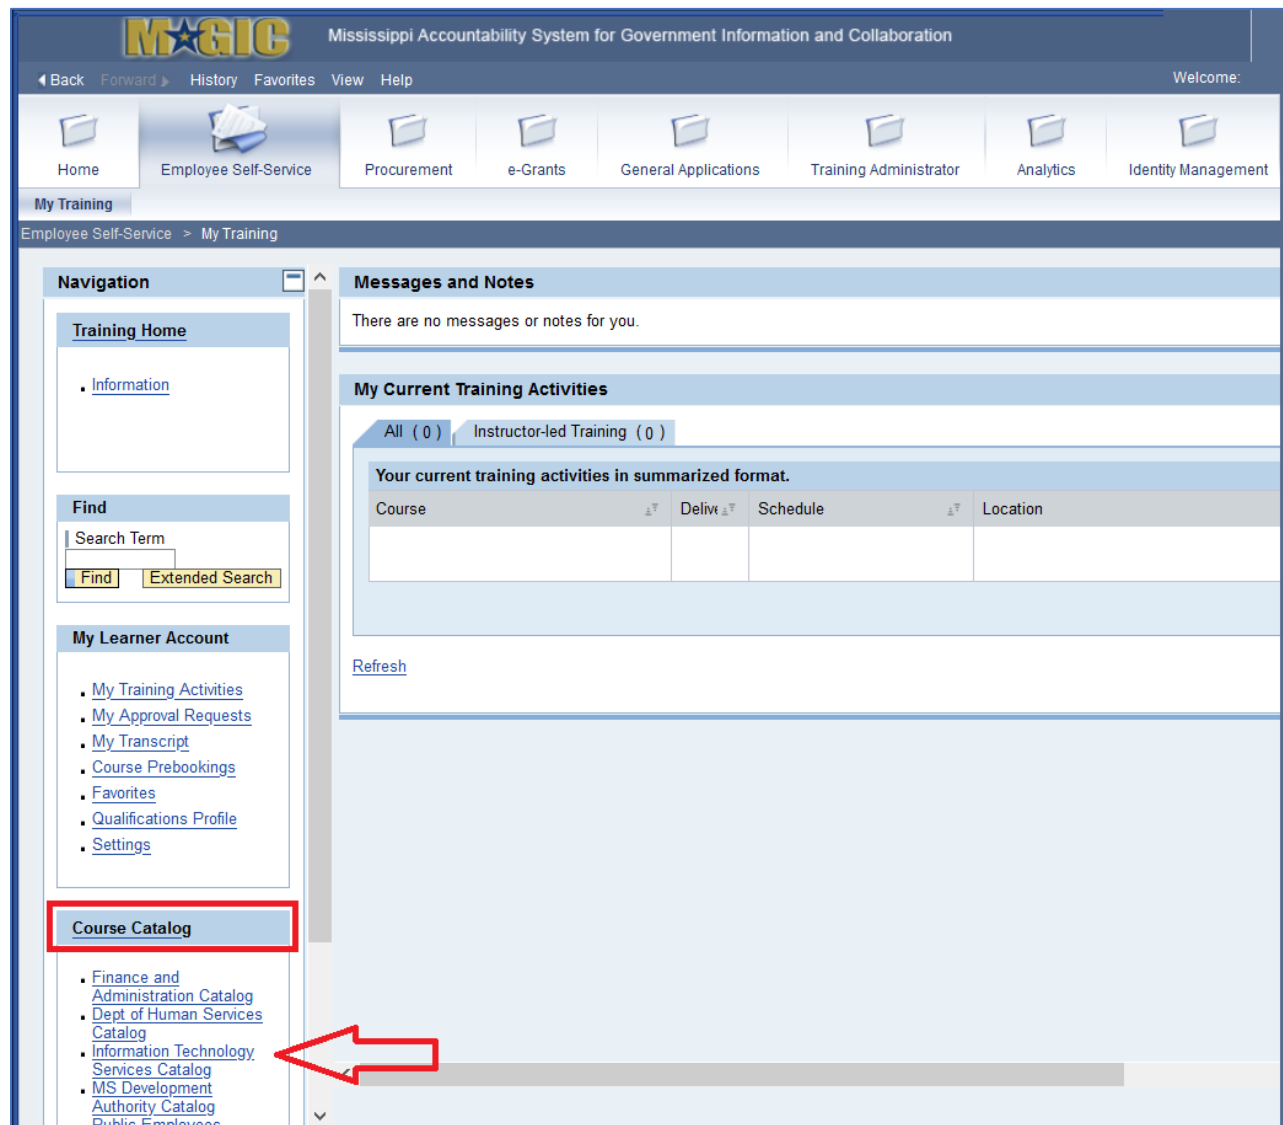 MAGIC Mississippi Accountability System for Government Information and Collaboration
Back Forward History Favorites View Help Welcome:
Home Employee Self-Service Procurement e-Grants General Applications Training Administrator Analytics Identity Management
My Training
Employee Self-Service > My Training
Navigation
Training Home
Information
Find
Search Term
Find Extended Search
My Learner Account
My Training Activities
My Approval Requests
My Transcript
Course Prebookings
Favorites
Qualifications Profile
Settings
Course Catalog
Finance and
Administration Catalog
Dept of Human Services
Catalog
Information Technology
Services Catalog
MS Development
Authority Catalog
Public Employees
Messages and Notes
There are no messages or notes for you.
My Current Training Activities
All ( 0 ) Instructor-led Training ( 0 )
Your current training activities in summarized format.
Course Delive Schedule Location
Refresh